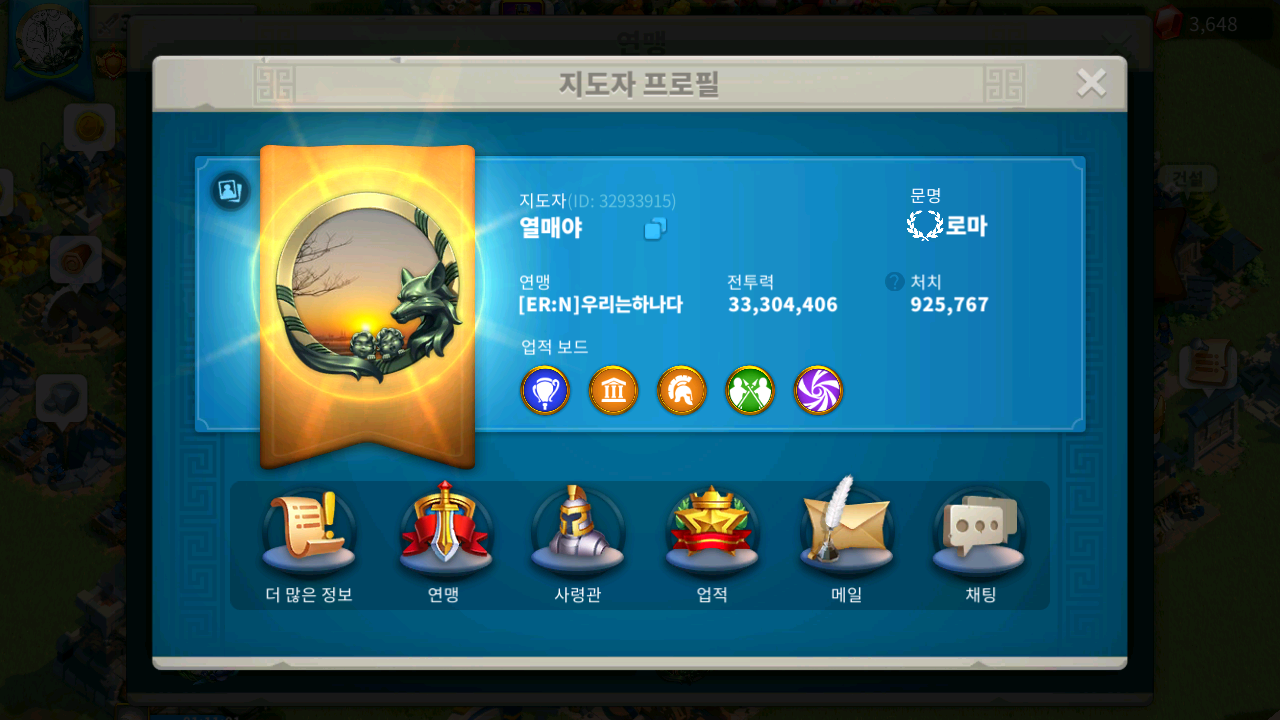 연맹
3,648
지도자 프로필
건설
지도자(ID: 32933915)
열매야
문명
로마
연맹
[ER:N]우리는하나다
전투력
33,304,406
? 처치
925,767
업적 보드
더 많은 정보
연맹
사령관
업적
메일
채팅